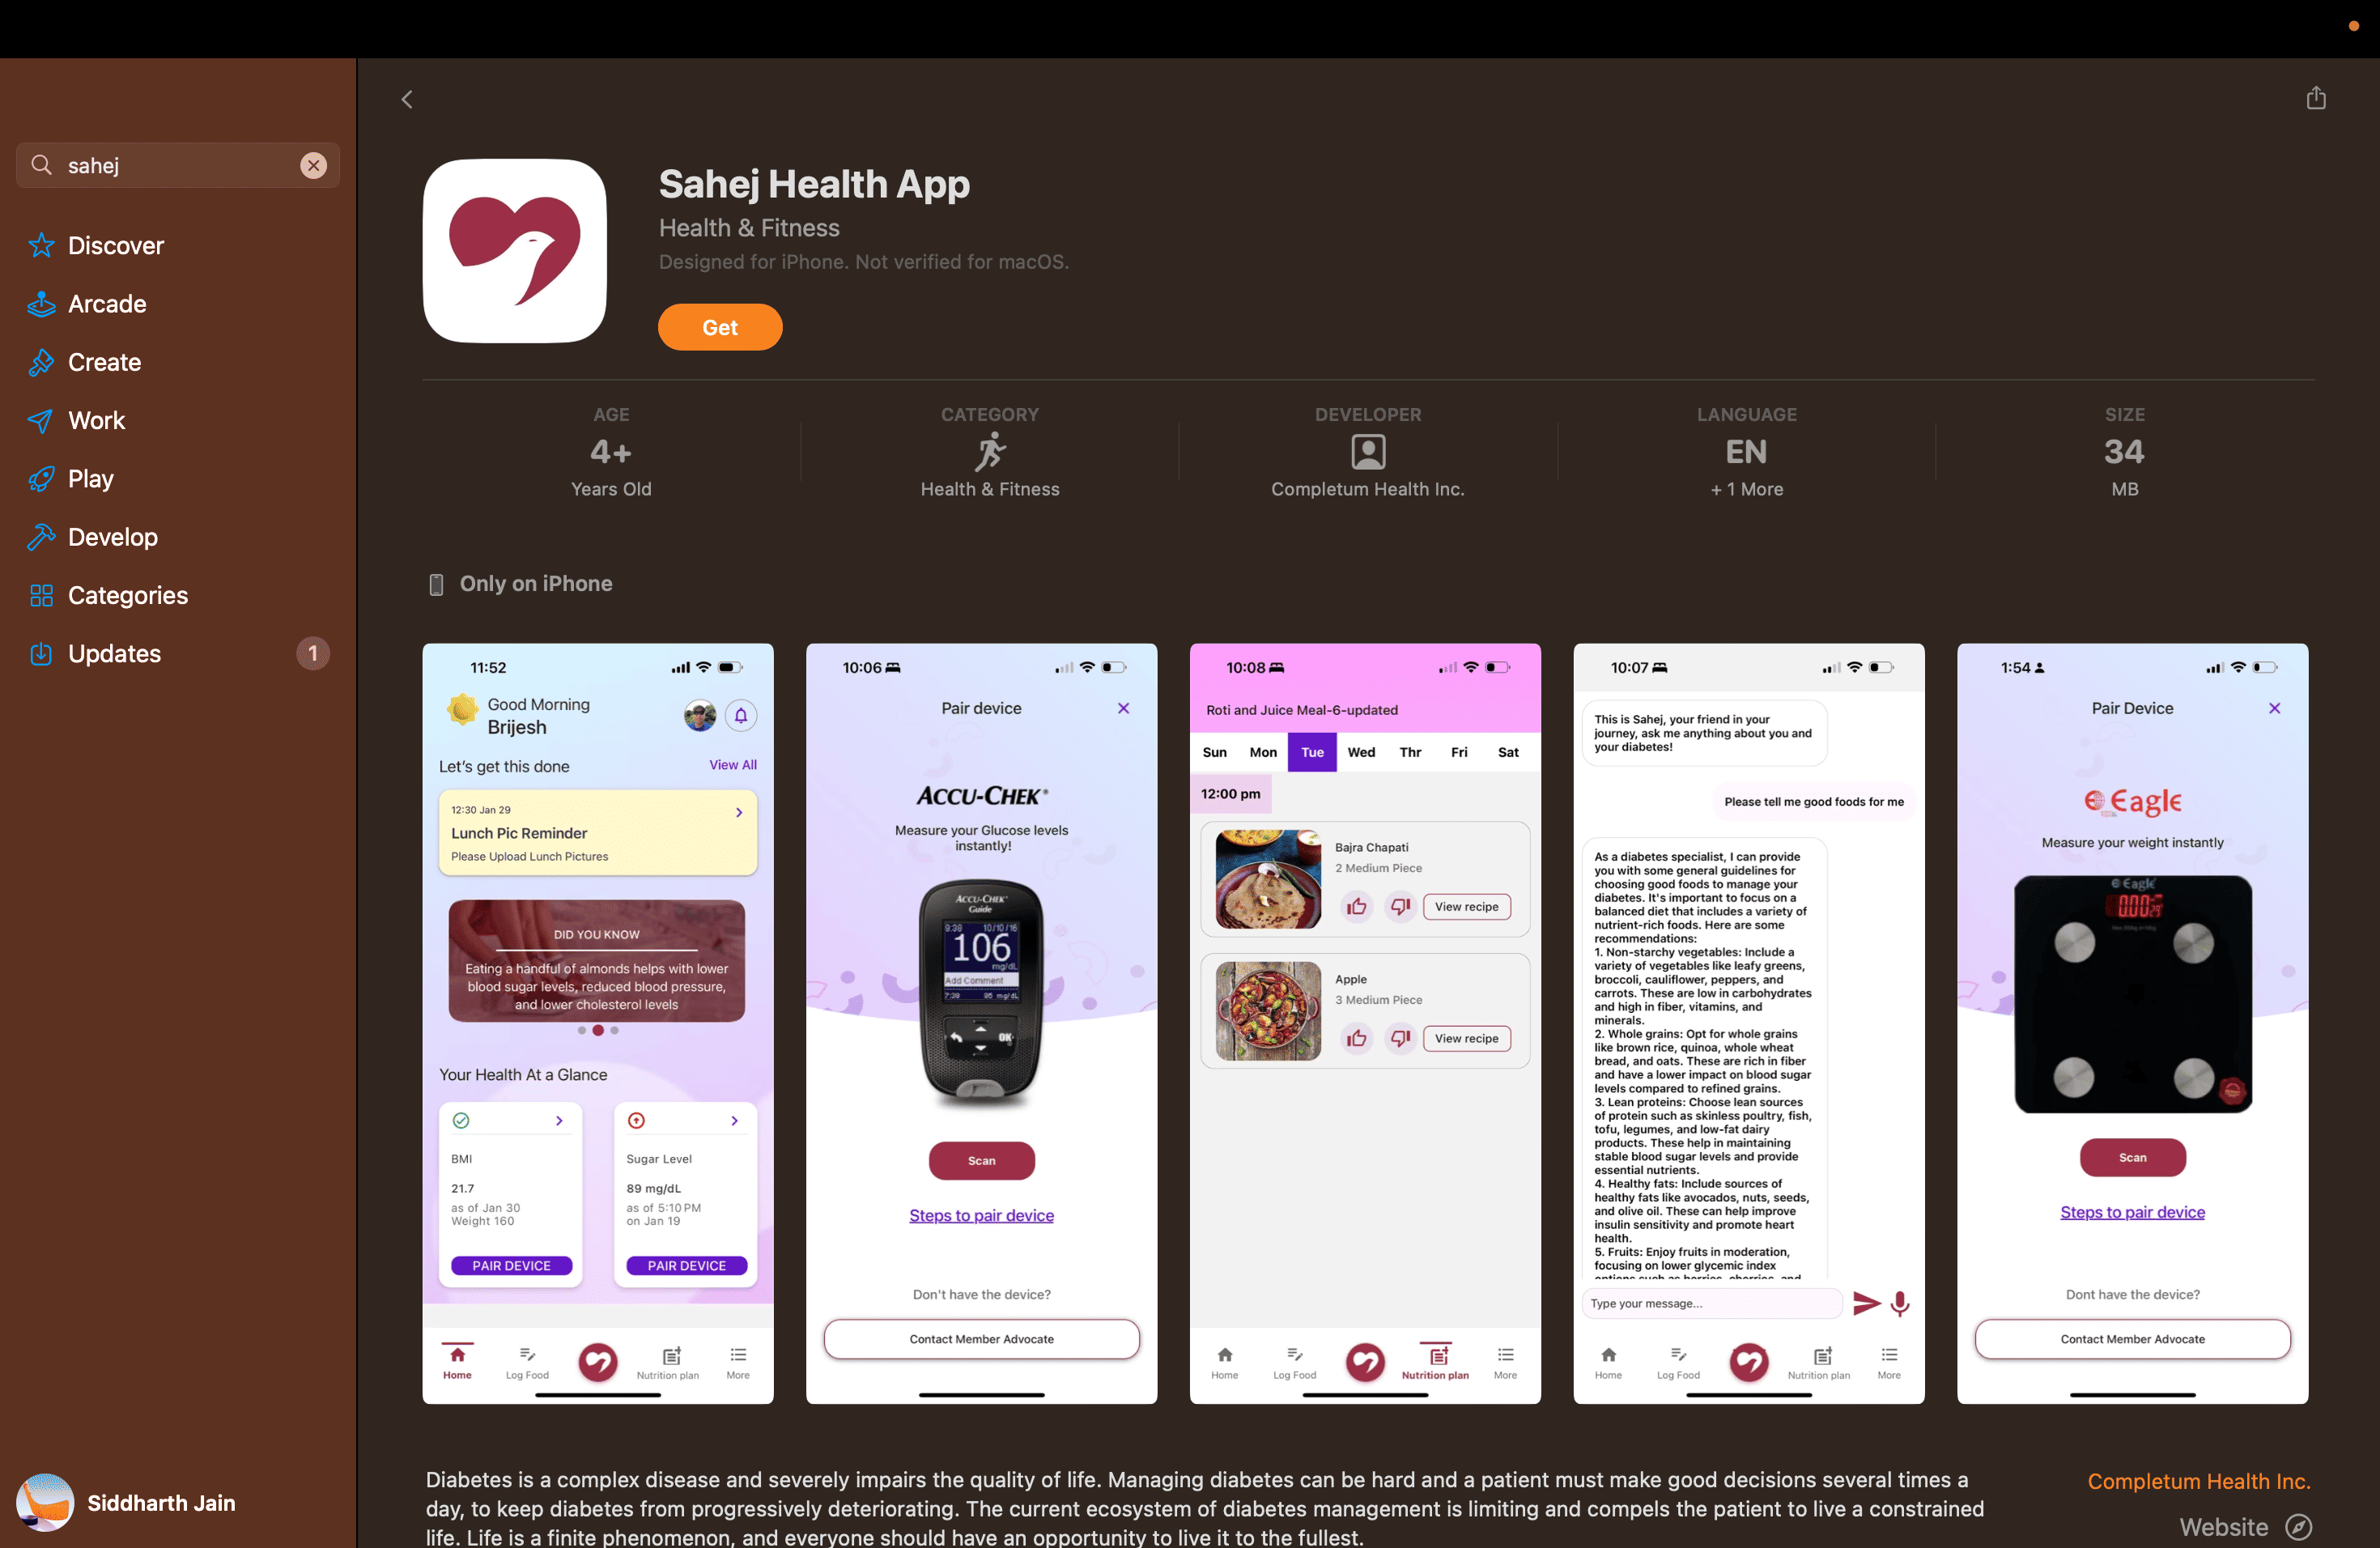 sahej
Discover
Arcade
Create
Work
Play
Develop
Categories
Updates
1
Siddharth Jain
Sahej Health App
Health & Fitness
Designed for iPhone. Not verified for macOS.
Get
AGE
4+
Years Old
CATEGORY
Health & Fitness
DEVELOPER
Completum Health Inc.
LANGUAGE
EN
+ 1 More
SIZE
34
MB
Only on iPhone
11:52
Good Morning
Brijesh
Let's get this done
View All
12:30 Jan 29
Lunch Pic Reminder
Please Upload Lunch Pictures
DID YOU KNOW
Eating a handful of almonds helps with lower
blood sugar levels, reduced blood pressure,
and lower cholesterol levels
Your Health At a Glance
BMI
21.7
as of Jan 30
Weight 160
PAIR DEVICE
Sugar Level
89 mg/dL
as of 5:10 PM
on Jan 19
PAIR DEVICE
Home
Log Food
Nutrition plan
More
10:06
Pair device
ACCU-CHEK®
Measure your Glucose levels
instantly!
ACCU-CHEK®
Guide
9:38 10/10/16
106
mg/dL
Add Comment
7:39 95 mg/dL
OK
Scan
Steps to pair device
Don't have the device?
Contact Member Advocate
10:08
Roti and Juice Meal-6-updated
Sun Mon Tue Wed Thr Fri Sat
12:00 pm
Bajra Chapati
2 Medium Piece
View recipe
Apple
3 Medium Piece
View recipe
Home
Log Food
Nutrition plan
More
10:07
This is Sahej, your friend in your
journey, ask me anything about you and
your diabetes!
Please tell me good foods for me
As a diabetes specialist, I can provide
you with some general guidelines for
choosing good foods to manage your
diabetes. It's important to focus on a
balanced diet that includes a variety of
nutrient-rich foods. Here are some
recommendations:
1. Non-starchy vegetables: Include a
variety of vegetables like leafy greens,
broccoli, cauliflower, peppers, and
carrots. These are low in carbohydrates
and high in fiber, vitamins, and
minerals.
2. Whole grains: Opt for whole grains
like brown rice, quinoa, whole wheat
bread, and oats. These are rich in fiber
and have a lower impact on blood sugar
levels compared to refined grains.
3. Lean proteins: Choose lean sources
of protein such as skinless poultry, fish,
tofu, legumes, and low-fat dairy
products. These help in maintaining
stable blood sugar levels and provide
essential nutrients.
4. Healthy fats: Include sources of
healthy fats like avocados, nuts, seeds,
and olive oil. These can help improve
insulin sensitivity and promote heart
health.
5. Fruits: Enjoy fruits in moderation,
focusing on lower glycemic index
options such as berries, cherries, and
Type your message...
Home
Log Food
Nutrition plan
More
1:54
Pair Device
Eagle
Measure your weight instantly
Eagle
Scan
Steps to pair device
Dont have the device?
Contact Member Advocate
Diabetes is a complex disease and severely impairs the quality of life. Managing diabetes can be hard and a patient must make good decisions several times a
day, to keep diabetes from progressively deteriorating. The current ecosystem of diabetes management is limiting and compels the patient to live a constrained
life. Life is a finite phenomenon, and everyone should have an opportunity to live it to the fullest.
Completum Health Inc.
Website